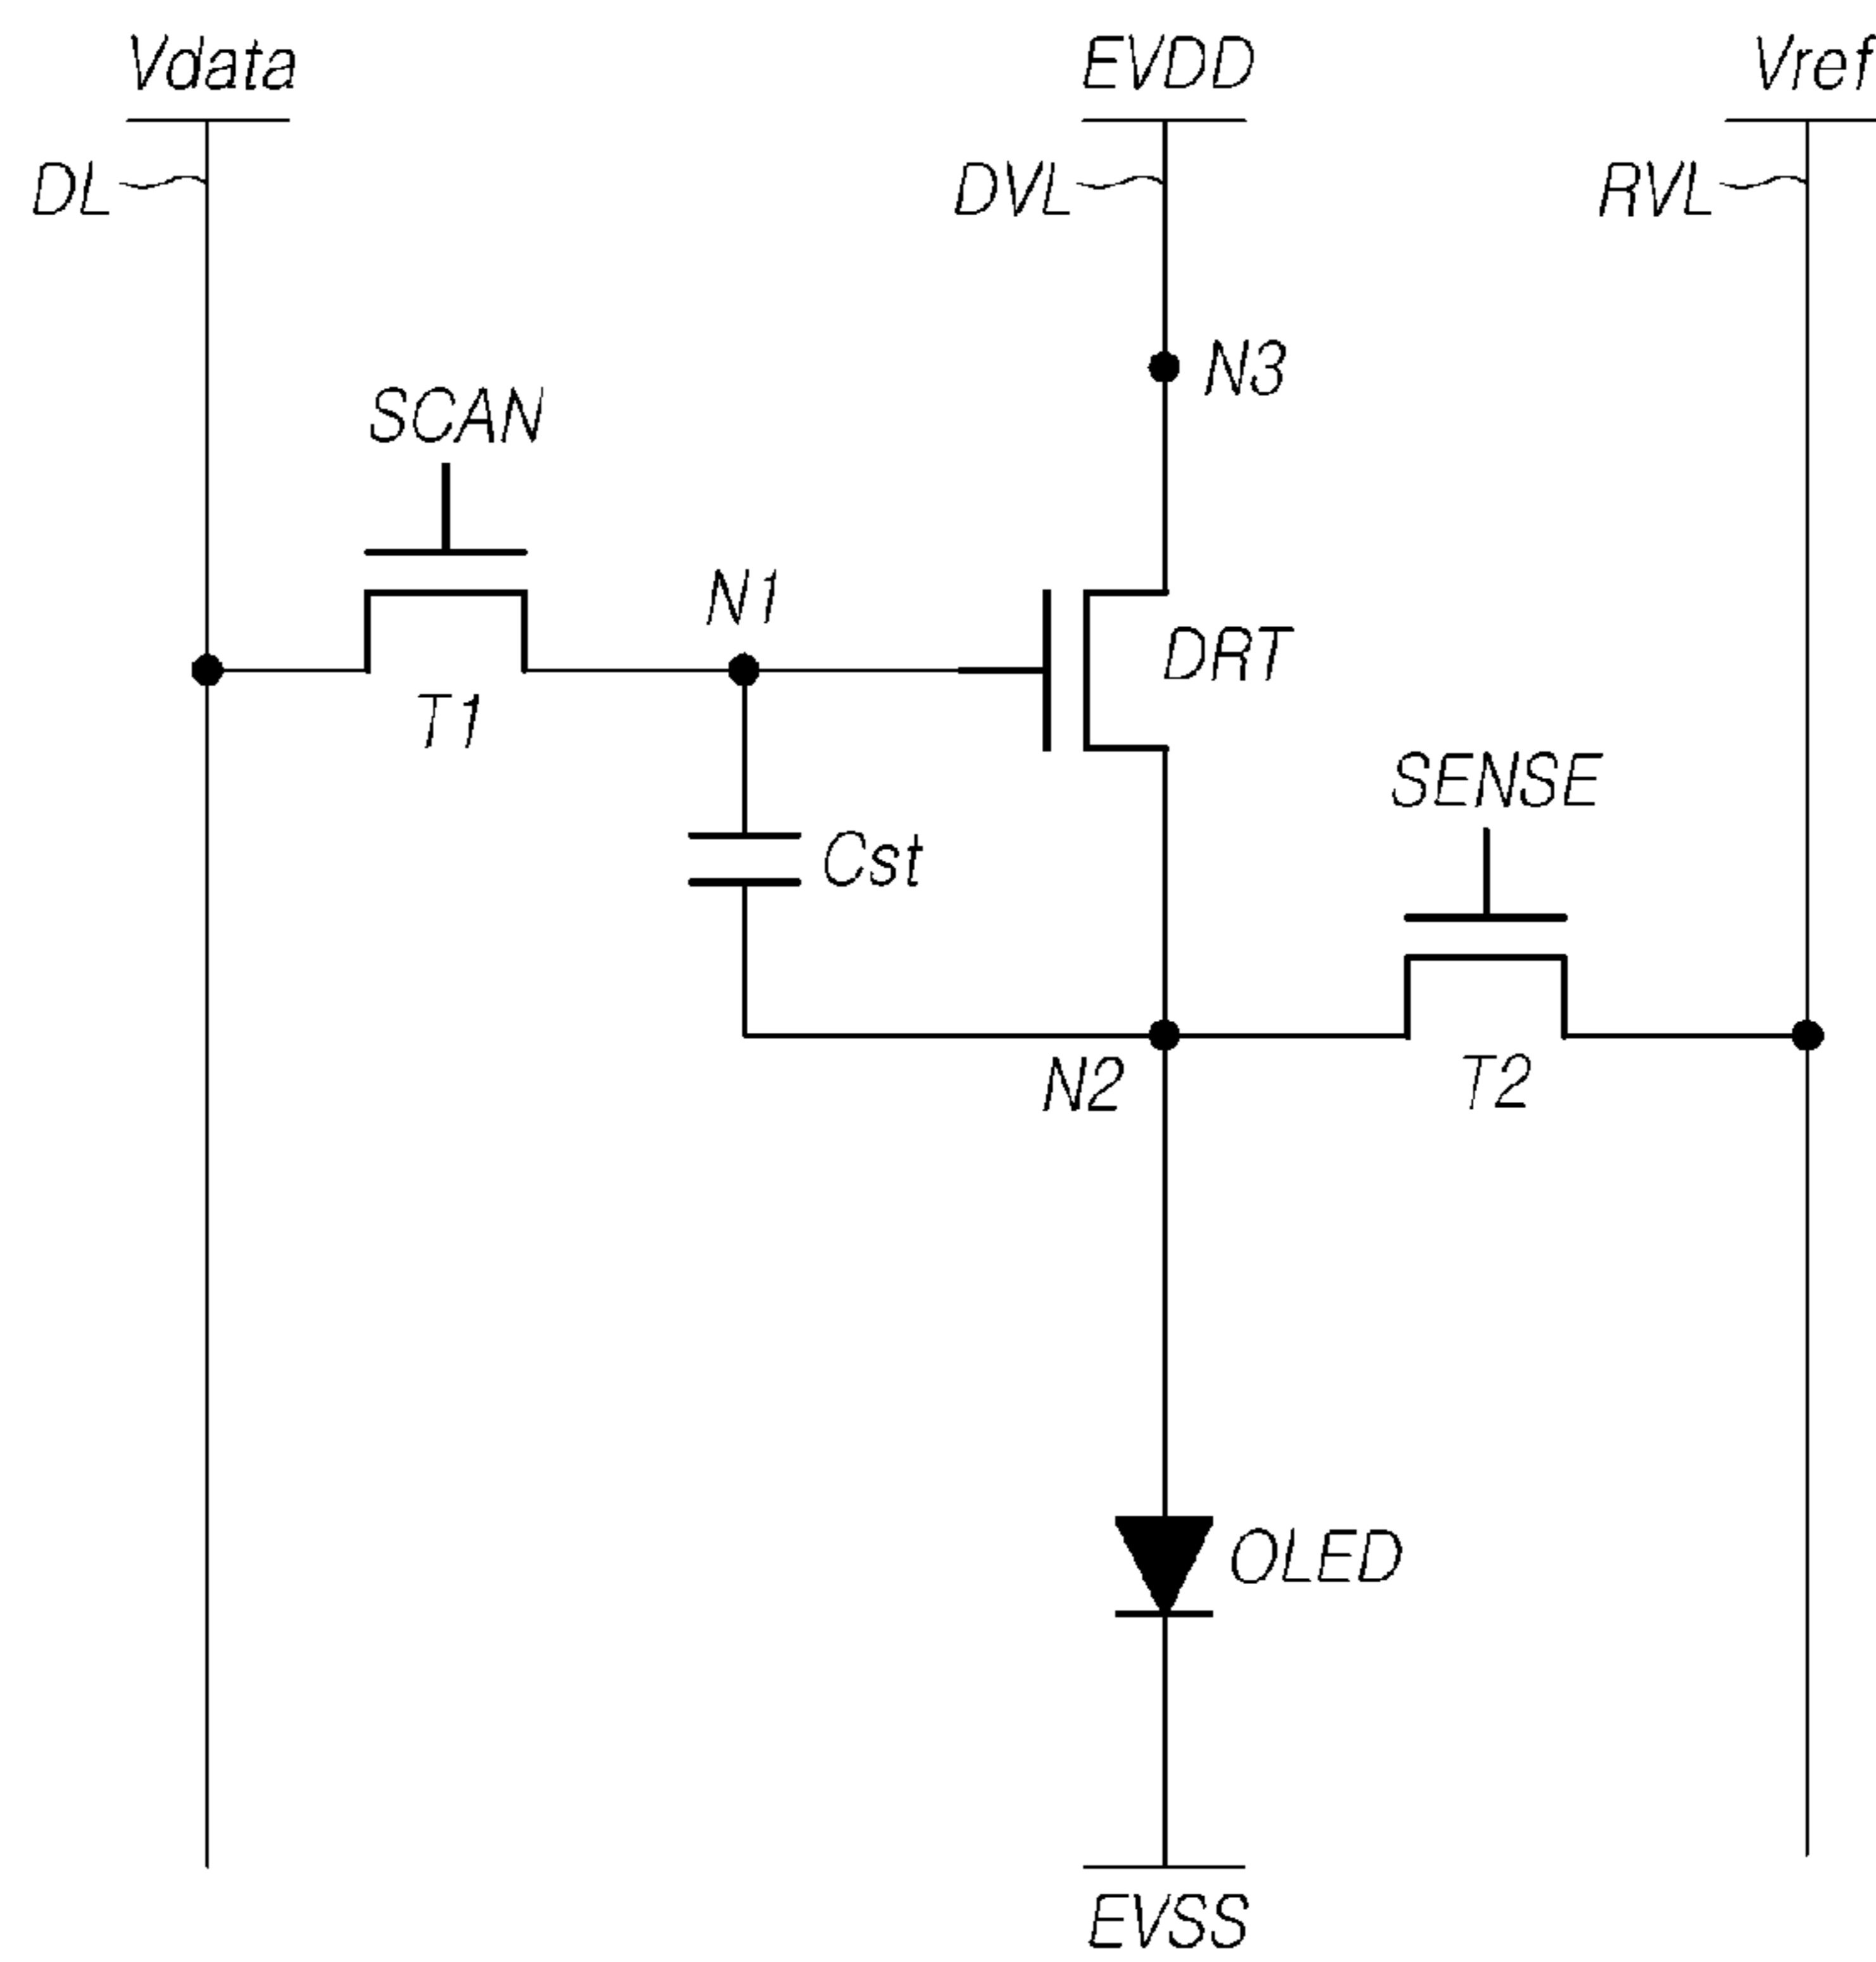 Vdata
EVDD
Vref
DL
DVL
RVL
N3
SCAN
N1
DRT
T1
SENSE
Cst
N2
T2
OLED
EVSS